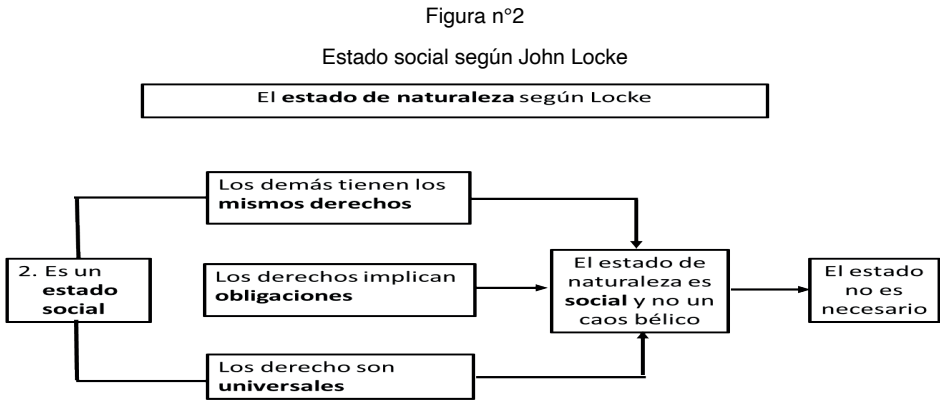 Figura n°2
Estado social según John Locke
El estado de naturaleza según Locke
Los demás tienen los
mismos derechos
2. Es un
estado
social
Los derechos implican
obligaciones
El estado de
naturaleza es
social y no un
caos bélico
El estado
no es
necesario
Los derecho son
universales